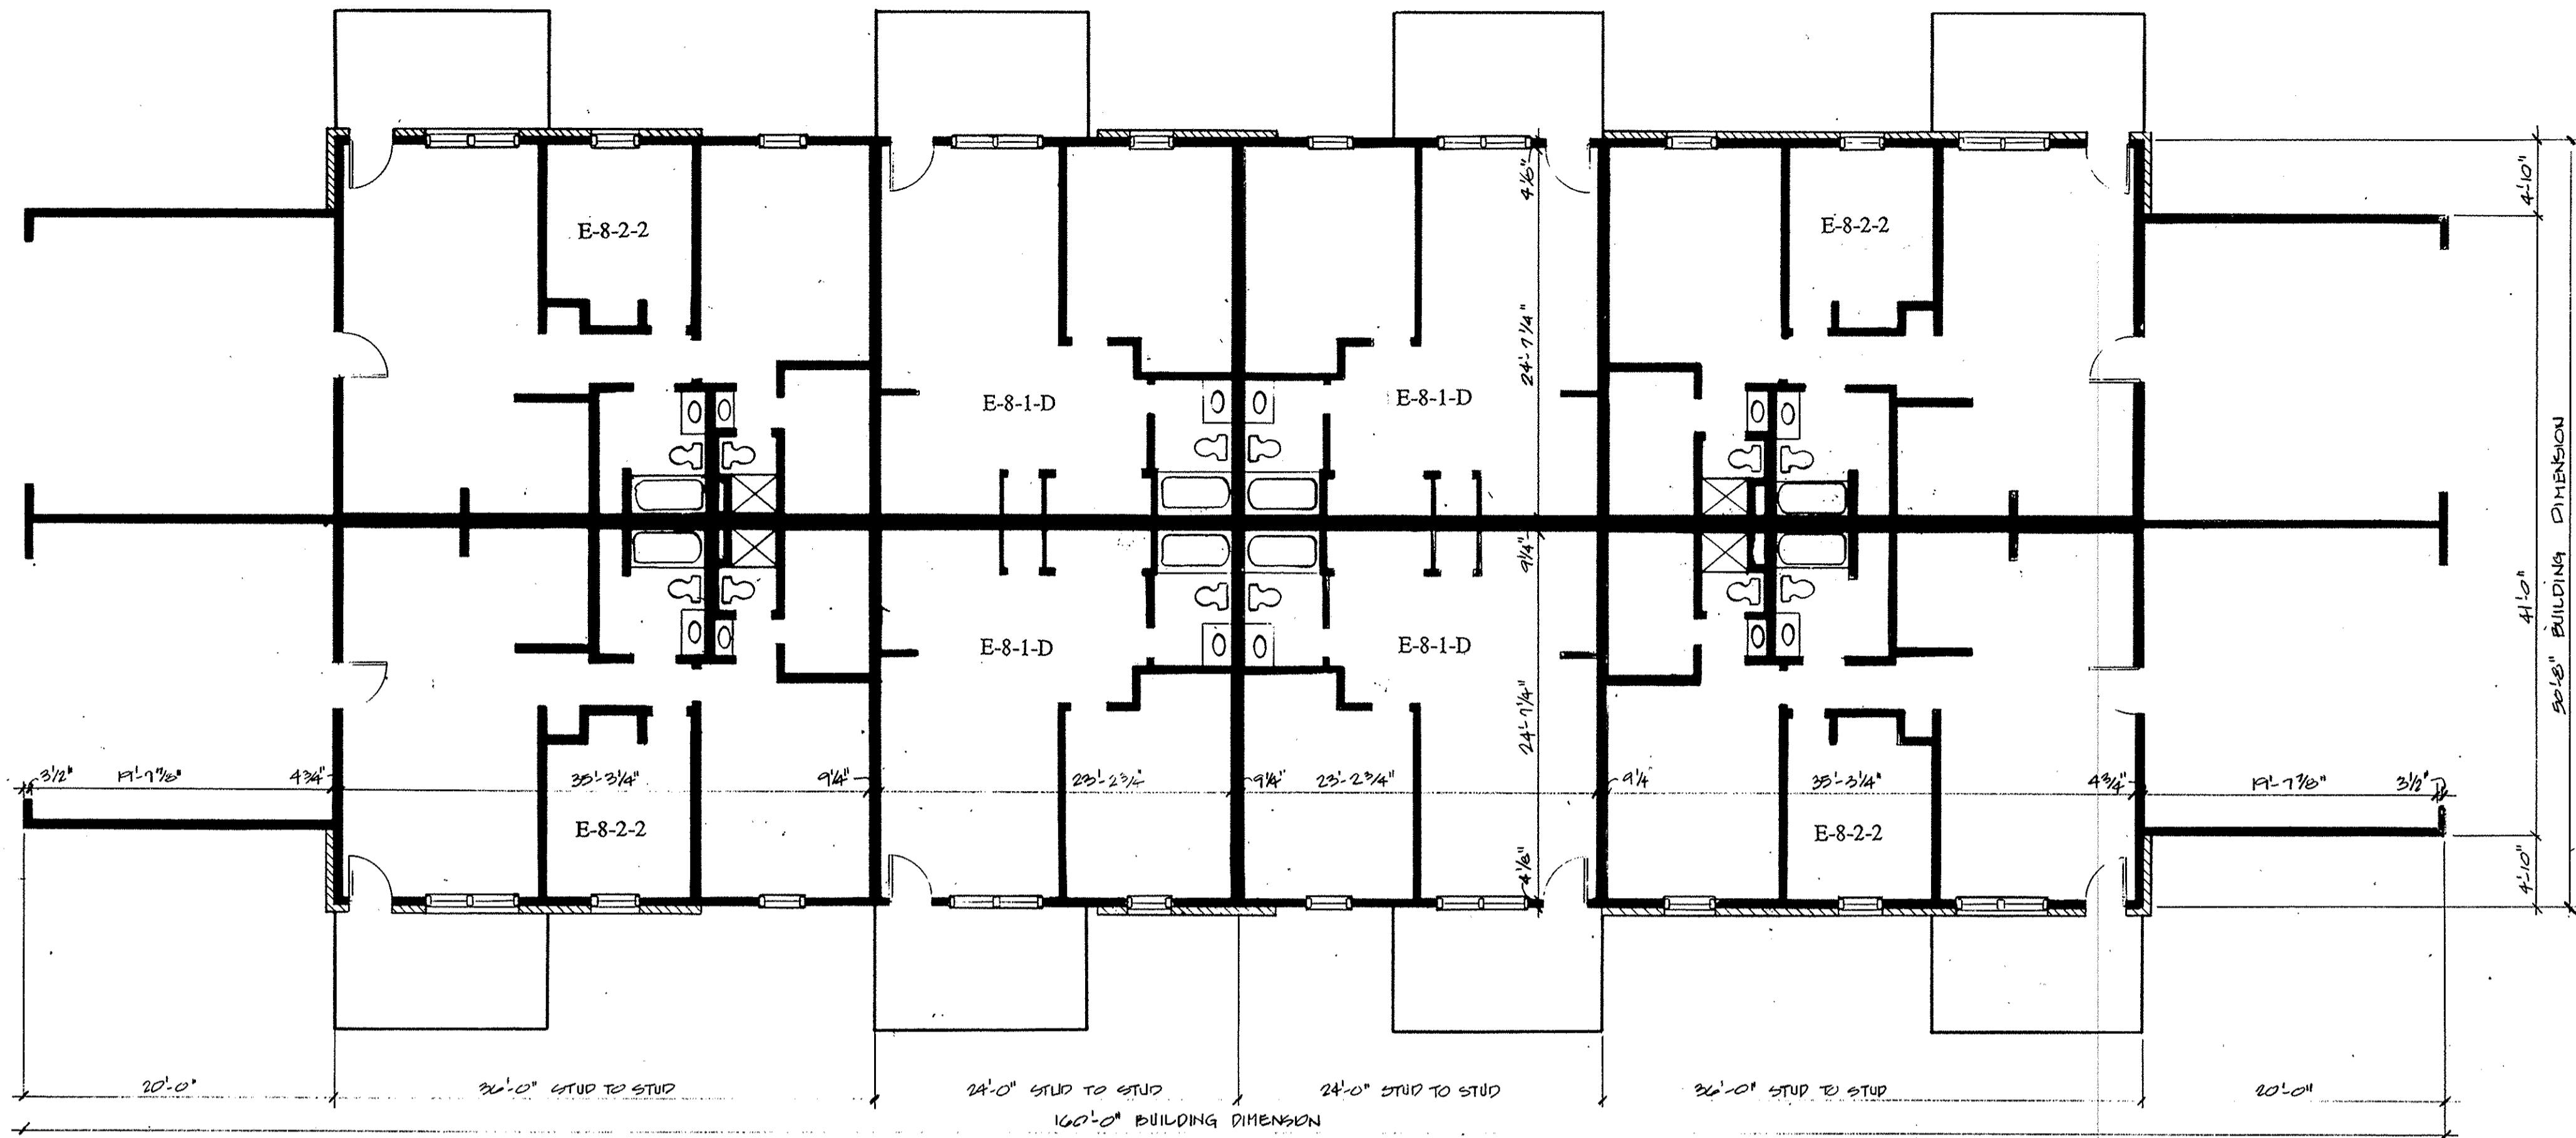 4'-10"
4 1/8"
E-8-2-2
E-8-2-2
24'-7 1/4"
E-8-1-D
E-8-1-D
50'-8" BUILDING DIMENSION
9 1/4"
41'-0"
E-8-1-D
E-8-1-D
24'-7 1/4"
3 1/2"
19'-7 7/8"
4 3/4"
35'-3 1/4"
9 1/4"
23'-2 3/4"
9 1/4"
23'-2 3/4"
9 1/4
35'-3 1/4"
4 3/4"
19'-7 7/8"
3 1/2"
E-8-2-2
E-8-2-2
4 1/8"
4'-10"
20'-0"
36'-0" STUD TO STUD
24'-0" STUD TO STUD
24'-0" STUD TO STUD
36'-0" STUD TO STUD
20'-0"
160'-0" BUILDING DIMENSION